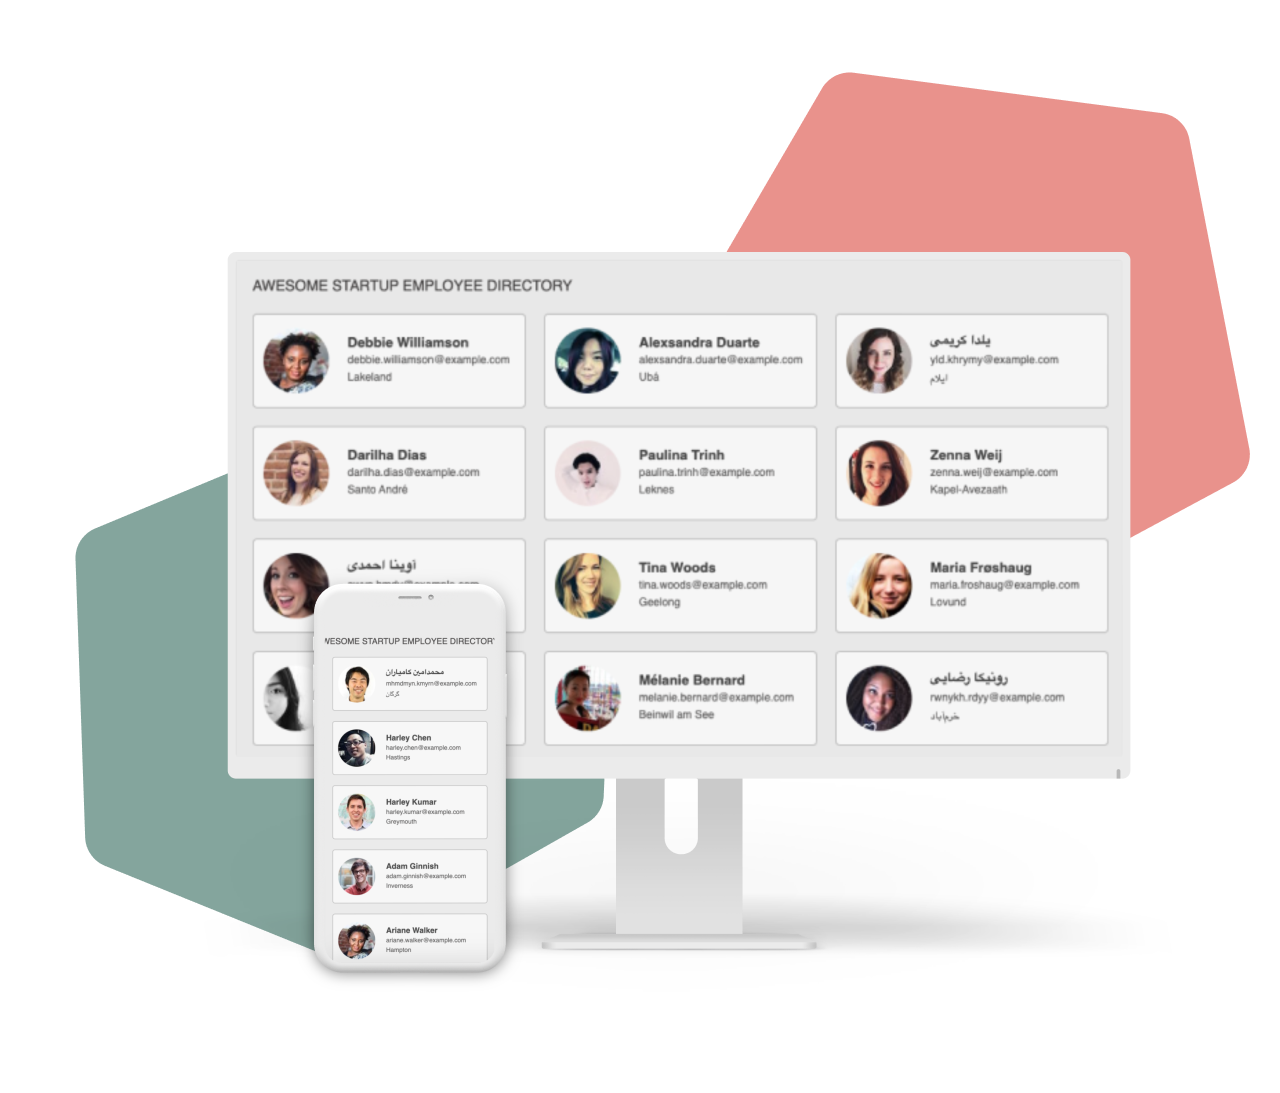 AWESOME STARTUP EMPLOYEE DIRECTORY
Debbie Williamson
debbie.williamson@example.com
Lakeland
Alexsandra Duarte
alexsandra.duarte@example.com
Ubá
یلدا کریمی
yld.khrymy@example.com
ایلام
Darilha Dias
darilha.dias@example.com
Santo André
Paulina Trinh
paulina.trinh@example.com
Leknes
Zenna Weij
zenna.weij@example.com
Kapel-Avezaath
آوینا احمدی
Tina Woods
tina.woods@example.com
Geelong
Maria Frøshaug
maria.froshaug@example.com
Lovund
Mélanie Bernard
melanie.bernard@example.com
Beinwil am See
رونیکا رضایی
rwnykh.rdyy@example.com
خرم‌آباد
WESOME STARTUP EMPLOYEE DIRECTOR
محمدامین کامیاران
mhmdmyn.kmyrn@example.com
گرگان
Harley Chen
harley.chen@example.com
Hastings
Harley Kumar
harley.kumar@example.com
Greymouth
Adam Ginnish
adam.ginnish@example.com
Inverness
Ariane Walker
ariane.walker@example.com
Hampton